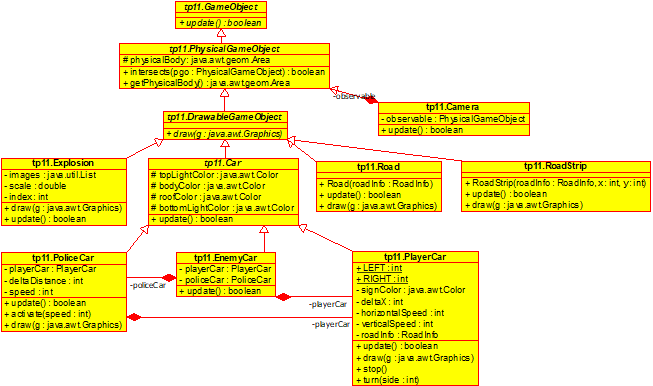 tp11.GameObject
+ update() : boolean
tp11.PhysicalGameObject
# physicalBody : java.awt.geom.Area
+ intersects(pgo : PhysicalGameObject) : boolean
+ getPhysicalBody() : java.awt.geom.Area
-observable
tp11.Camera
- observable : PhysicalGameObject
+ update() : boolean
tp11.DrawableGameObject
+ draw(g : java.awt.Graphics)
tp11.Explosion
- images : java.util.List
- scale : double
- index : int
+ draw(g : java.awt.Graphics)
+ update() : boolean
tp11.Car
# topLightColor : java.awt.Color
# bodyColor : java.awt.Color
# roofColor : java.awt.Color
# bottomLightColor : java.awt.Color
+ update() : boolean
tp11.Road
+ Road(roadInfo : RoadInfo)
+ update() : boolean
+ draw(g : java.awt.Graphics)
tp11.RoadStrip
+ RoadStrip(roadInfo : RoadInfo, x : int, y : int)
+ update() : boolean
+ draw(g : java.awt.Graphics)
tp11.PoliceCar
- playerCar : PlayerCar
- deltaDistance : int
- speed : int
+ update() : boolean
+ activate(speed : int)
+ draw(g : java.awt.Graphics)
-policeCar
tp11.EnemyCar
- playerCar : PlayerCar
- policeCar : PoliceCar
+ update() : boolean
-playerCar
-playerCar
tp11.PlayerCar
+ LEFT : int
+ RIGHT : int
- signColor : java.awt.Color
- deltaX : int
- horizontalSpeed : int
- verticalSpeed : int
- roadInfo : RoadInfo
+ update() : boolean
+ draw(g : java.awt.Graphics)
+ stop()
+ turn(side : int)